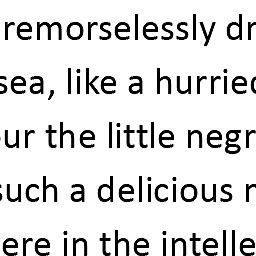 remorselessly dr
sea, like a hurried
ur the little negr
such a delicious
ere in the intelle